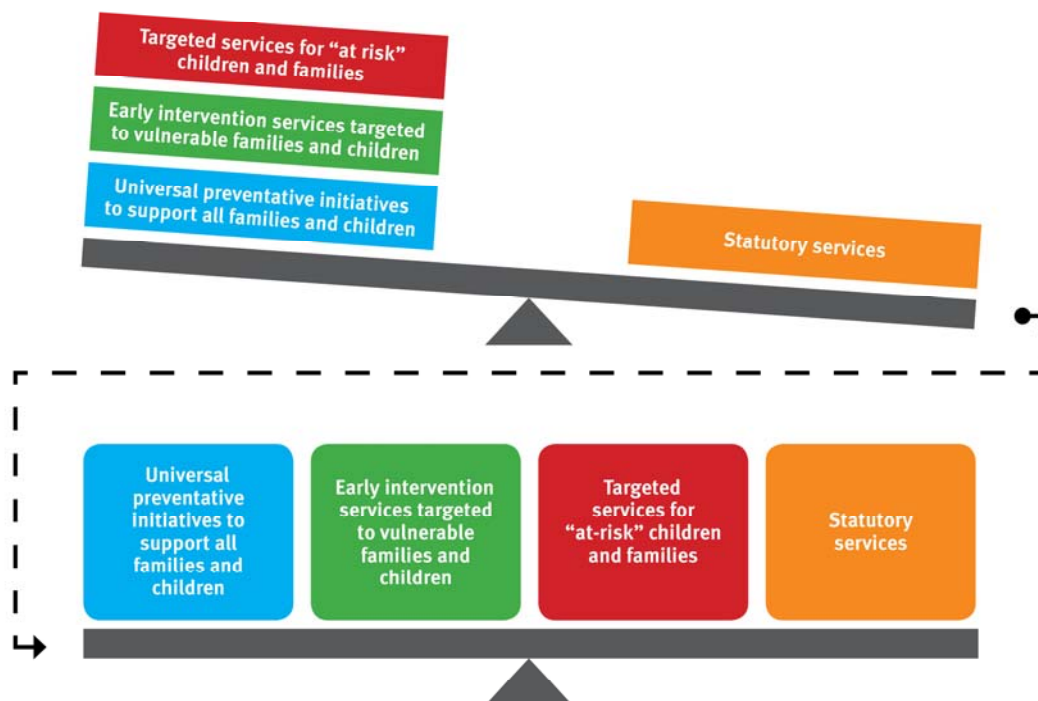 Targeted services for “at risk”
children and families
Early intervention services targeted
to vulnerable families and children
Universal preventative initiatives
to support all families and children
Statutory services
Universal
preventative
initiatives to
support all
families and
children
Early intervention
services targeted
to vulnerable
families and
children
Targeted
services for
“at-risk” children
and families
Statutory
services